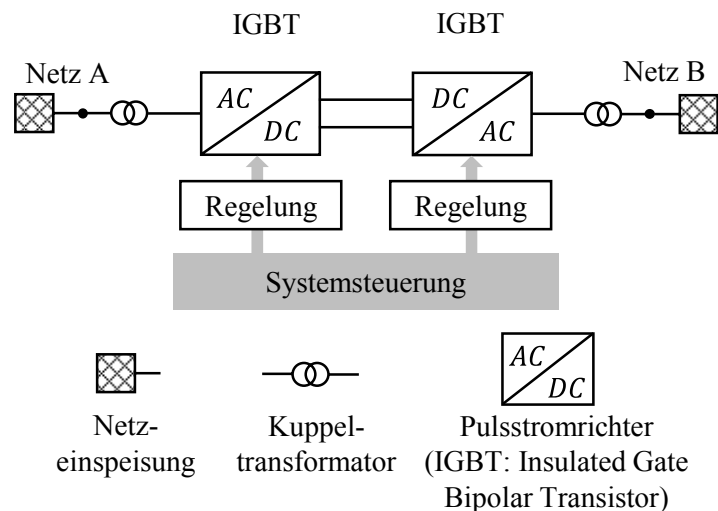 IGBT
IGBT
Netz A
Netz B
AC
DC
DC
AC
Regelung
Regelung
Systemsteuerung
AC
DC
Netz-
einspeisung
Kuppel-
transformator
Pulsstromrichter
(IGBT: Insulated Gate
Bipolar Transistor)